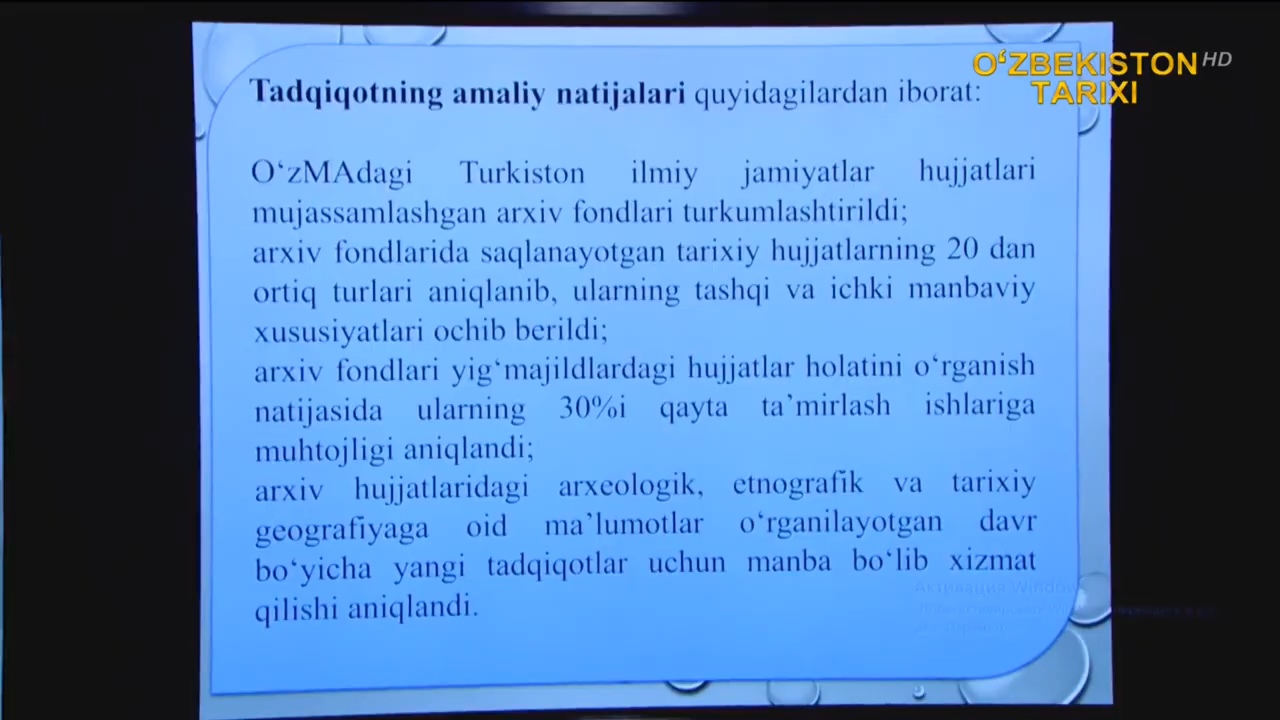 O‘ZBEKISTON HD
TARIXI
Tadqiqotning amaliy natijalari quyidagilardan iborat:
O‘zMAdagi Turkiston ilmiy jamiyatlar hujjatlari
mujassamlashgan arxiv fondlari turkumlashtirildi;
arxiv fondlarida saqlanayotgan tarixiy hujjatlarning 20 dan
ortiq turlari aniqlanib, ularning tashqi va ichki manbaviy
xususiyatlari ochib berildi;
arxiv fondlari yig‘majildlardagi hujjatlar holatini o‘rganish
natijasida ularning 30%i qayta ta’mirlash ishlariga
muhtojligi aniqlandi;
arxiv hujjatlaridagi arxeologik, etnografik va tarixiy
geografiyaga oid ma’lumotlar o‘rganilayotgan davr
bo‘yicha yangi tadqiqotlar uchun manba bo‘lib xizmat
qilishi aniqlandi.
Активация Windows